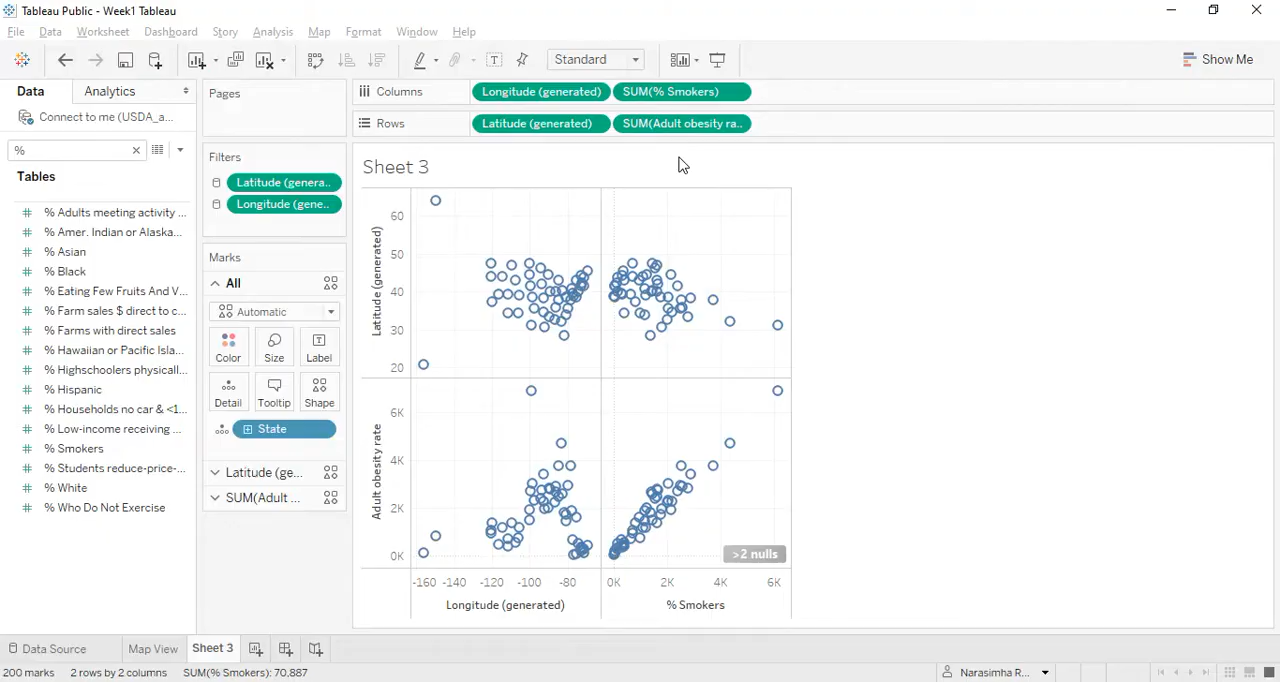 Tableau Public - Week1 Tableau
File Data Worksheet Dashboard Story Analysis Map Format Window Help
Standard
Show Me
Data Analytics
Connect to me (USDA_a...
%
Tables
% Adults meeting activity ...
% Amer. Indian or Alaska...
% Asian
% Black
% Eating Few Fruits And V...
% Farm sales $ direct to c...
% Farms with direct sales
% Hawaiian or Pacific Isla...
% Highschoolers physicall...
% Hispanic
% Households no car & <1...
% Low-income receiving ...
% Smokers
% Students reduce-price-...
% White
% Who Do Not Exercise
Pages
Filters
Latitude (genera..
Longitude (gene..
Marks
All
Automatic
Color Size Label
Detail Tooltip Shape
State
Latitude (ge...
SUM(Adult ...
Columns Longitude (generated) SUM(% Smokers)
Rows Latitude (generated) SUM(Adult obesity ra..
Sheet 3
Latitude (generated)
60
50
40
30
20
Adult obesity rate
6K
4K
2K
0K
>2 nulls
-160 -140 -120 -100 -80 0K 2K 4K 6K
Longitude (generated) % Smokers
Data Source Map View Sheet 3
200 marks 2 rows by 2 columns SUM(% Smokers): 70,887 Narasimha R...